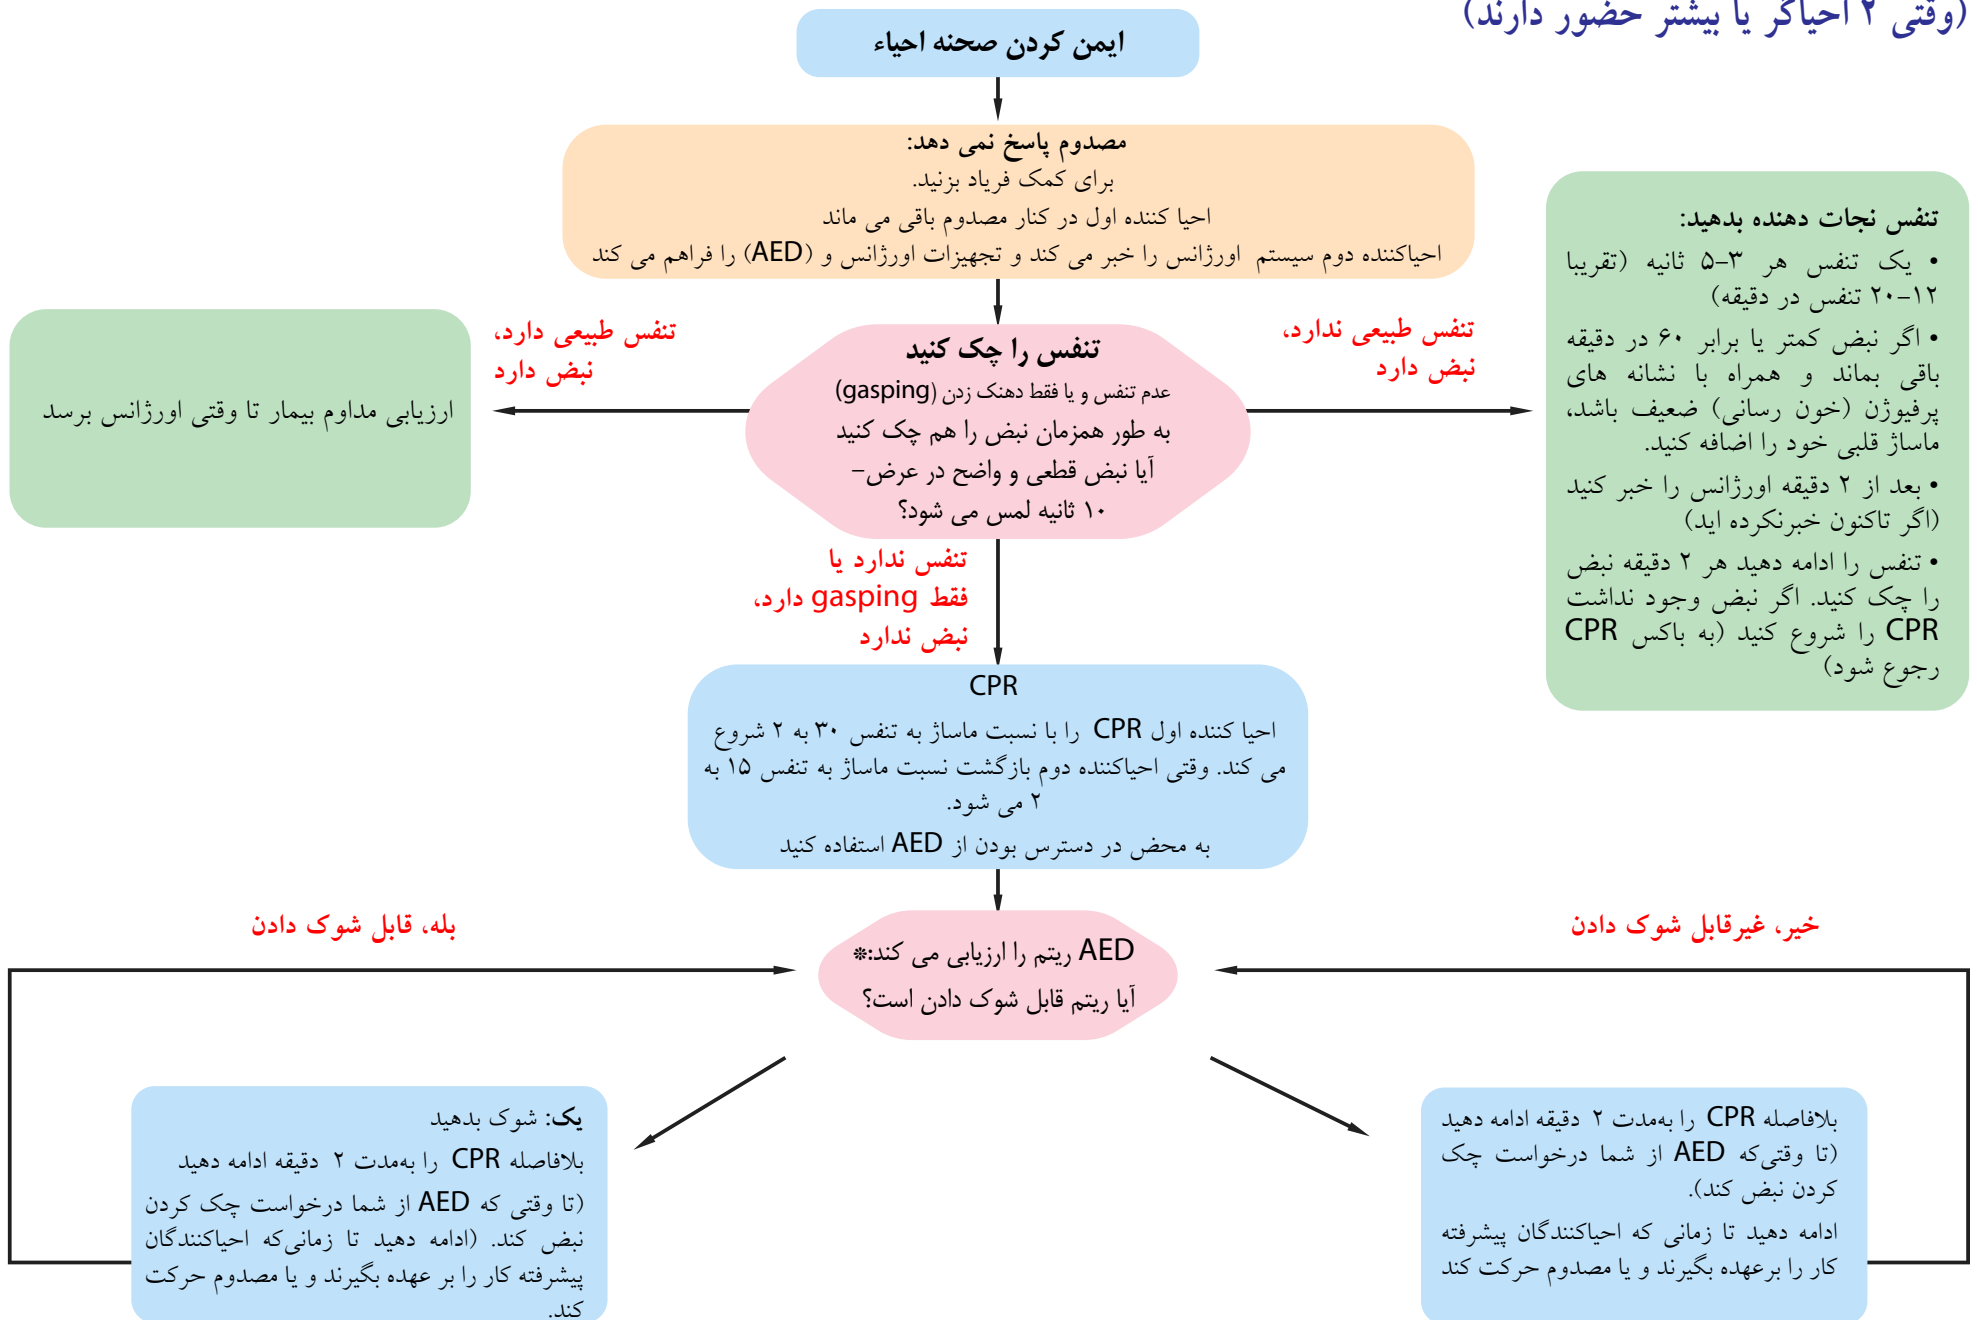 (وقتی ۲ احیاگر یا بیشتر حضور دارند)
ایمن کردن صحنه احیاء
مصدوم پاسخ نمی دهد:
برای کمک فریاد بزنید.
احیا کننده اول در کنار مصدوم باقی می ماند
احیاکننده دوم سیستم اورژانس را خبر می کند و تجهیزات اورژانس و (AED) را فراهم می کند
تنفس طبیعی ندارد،
نبض دارد
تنفس نجات دهنده بدهید:
• یک تنفس هر ۳-۵ ثانیه (تقریبا
۱۲-۲۰ تنفس در دقیقه)
• اگر نبض کمتر یا برابر ۶۰ در دقیقه
باقی بماند و همراه با نشانه های
پرفیوژن (خون رسانی) ضعیف باشد،
ماساژ قلبی خود را اضافه کنید.
• بعد از ۲ دقیقه اورژانس را خبر کنید
(اگر تاکنون خبرنکرده اید)
• تنفس را ادامه دهید هر ۲ دقیقه نبض
را چک کنید. اگر نبض وجود نداشت
CPR را شروع کنید (به باکس CPR
رجوع شود)
تنفس را چک کنید
عدم تنفس و یا فقط دهنک زدن (gasping)
به طور همزمان نبض را هم چک کنید
آیا نبض قطعی و واضح در عرض-
۱۰ ثانیه لمس می شود؟
تنفس طبیعی دارد،
نبض دارد
ارزیابی مداوم بیمار تا وقتی اورژانس برسد
تنفس ندارد یا
فقط gasping دارد،
نبض ندارد
CPR
احیا کننده اول CPR را با نسبت ماساژ به تنفس ۳۰ به ۲ شروع
می کند. وقتی احیاکننده دوم بازگشت نسبت ماساژ به تنفس ۱۵ به
۲ می شود.
به محض در دسترس بودن از AED استفاده کنید
خیر، غیرقابل شوک دادن
AED ریتم را ارزیابی می کند:*
آیا ریتم قابل شوک دادن است؟
بله، قابل شوک دادن
بلافاصله CPR را به‌مدت ۲ دقیقه ادامه دهید
(تا وقتی‌که AED از شما درخواست چک
کردن نبض کند).
ادامه دهید تا زمانی که احیاکنندگان پیشرفته
کار را برعهده بگیرند و یا مصدوم حرکت کند
یک: شوک بدهید
بلافاصله CPR را به‌مدت ۲ دقیقه ادامه دهید
(تا وقتی که AED از شما درخواست چک کردن
نبض کند. (ادامه دهید تا زمانی‌که احیاکنندگان
پیشرفته کار را بر عهده بگیرند و یا مصدوم حرکت
کند.